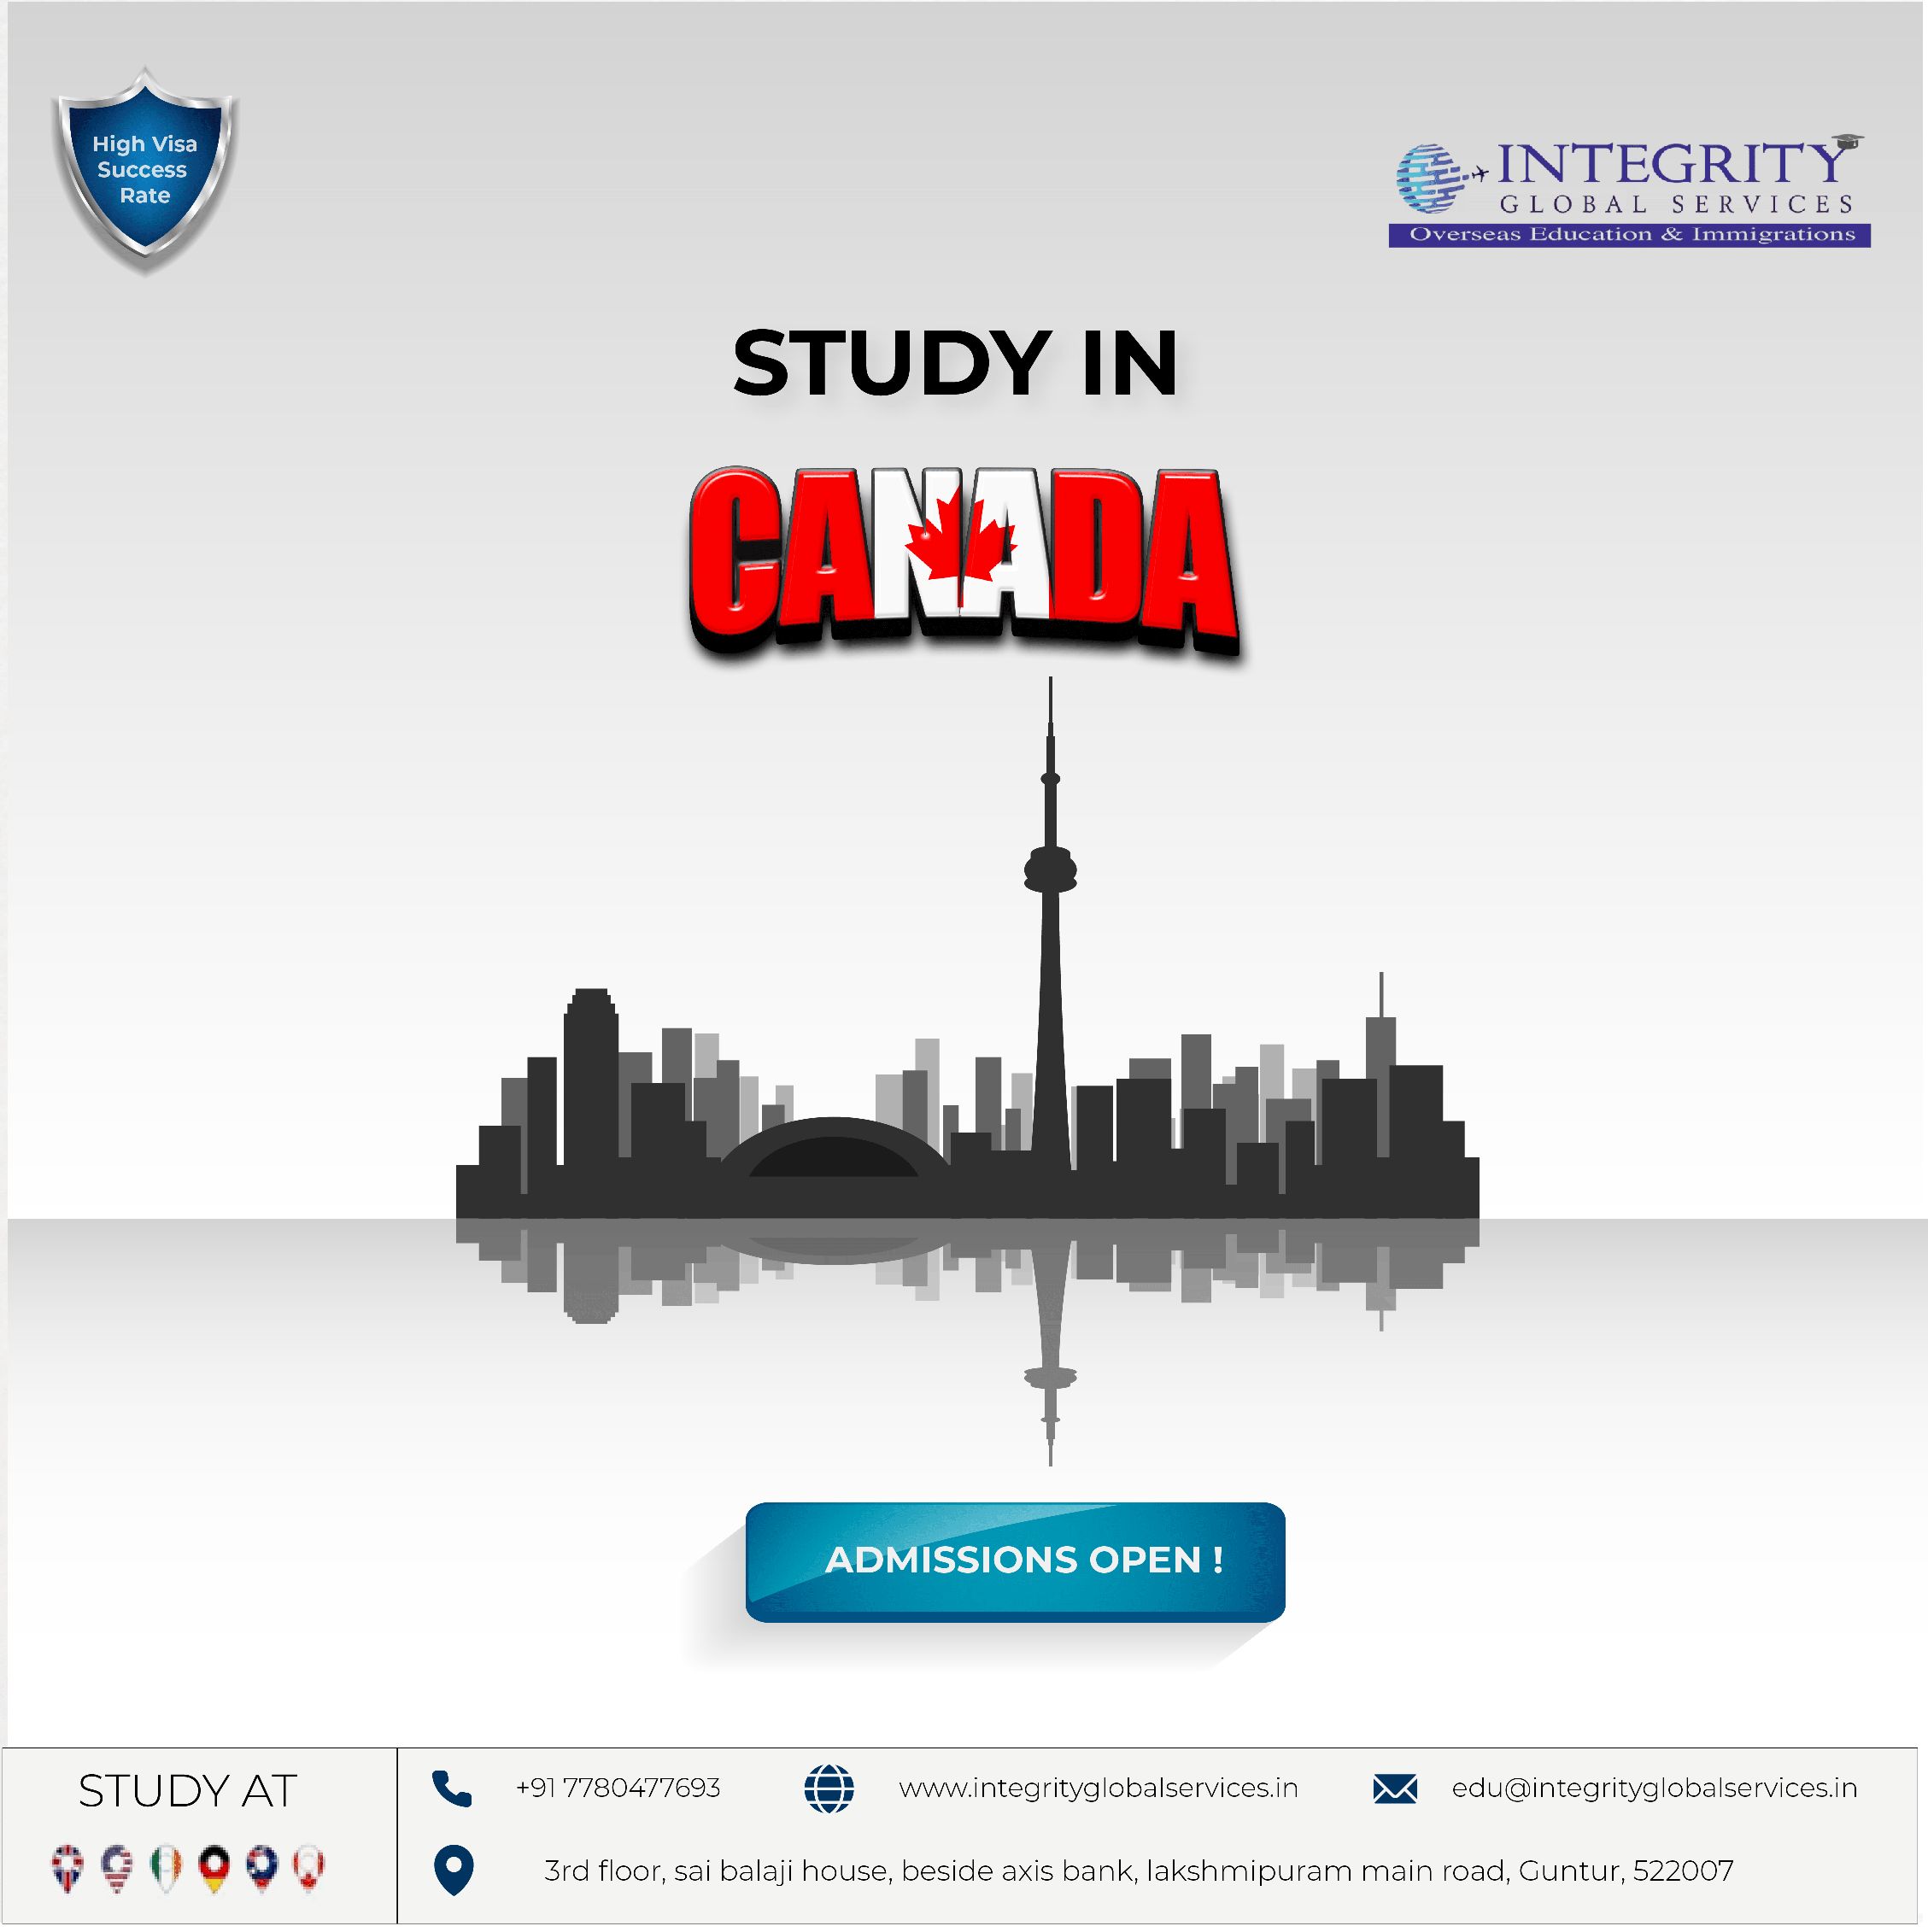 High Visa
Success
Rate
INTEGRITY
GLOBAL SERVICES
Overseas Education & Immigrations
STUDY IN
CANADA
ADMISSIONS OPEN !
STUDY AT
+91 7780477693
www.integrityglobalservices.in
edu@integrityglobalservices.in
3rd floor, sai balaji house, beside axis bank, lakshmipuram main road, Guntur, 522007